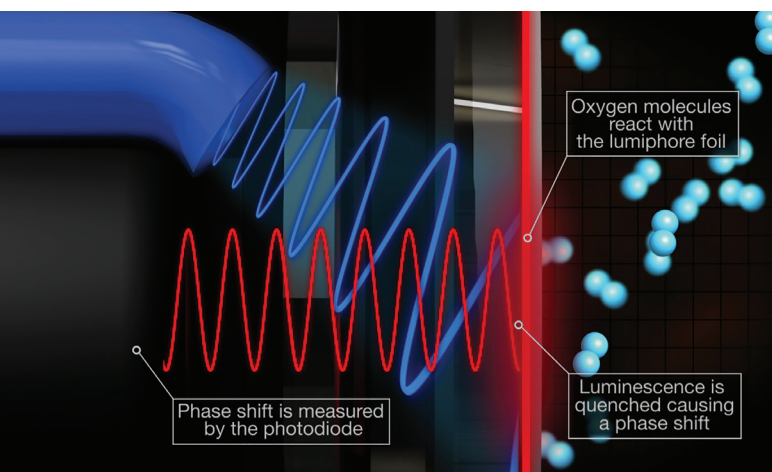 Oxygen molecules
react with
the lumiphore foil
Phase shift is measured
by the photodiode
Luminescence is
quenched causing
a phase shift